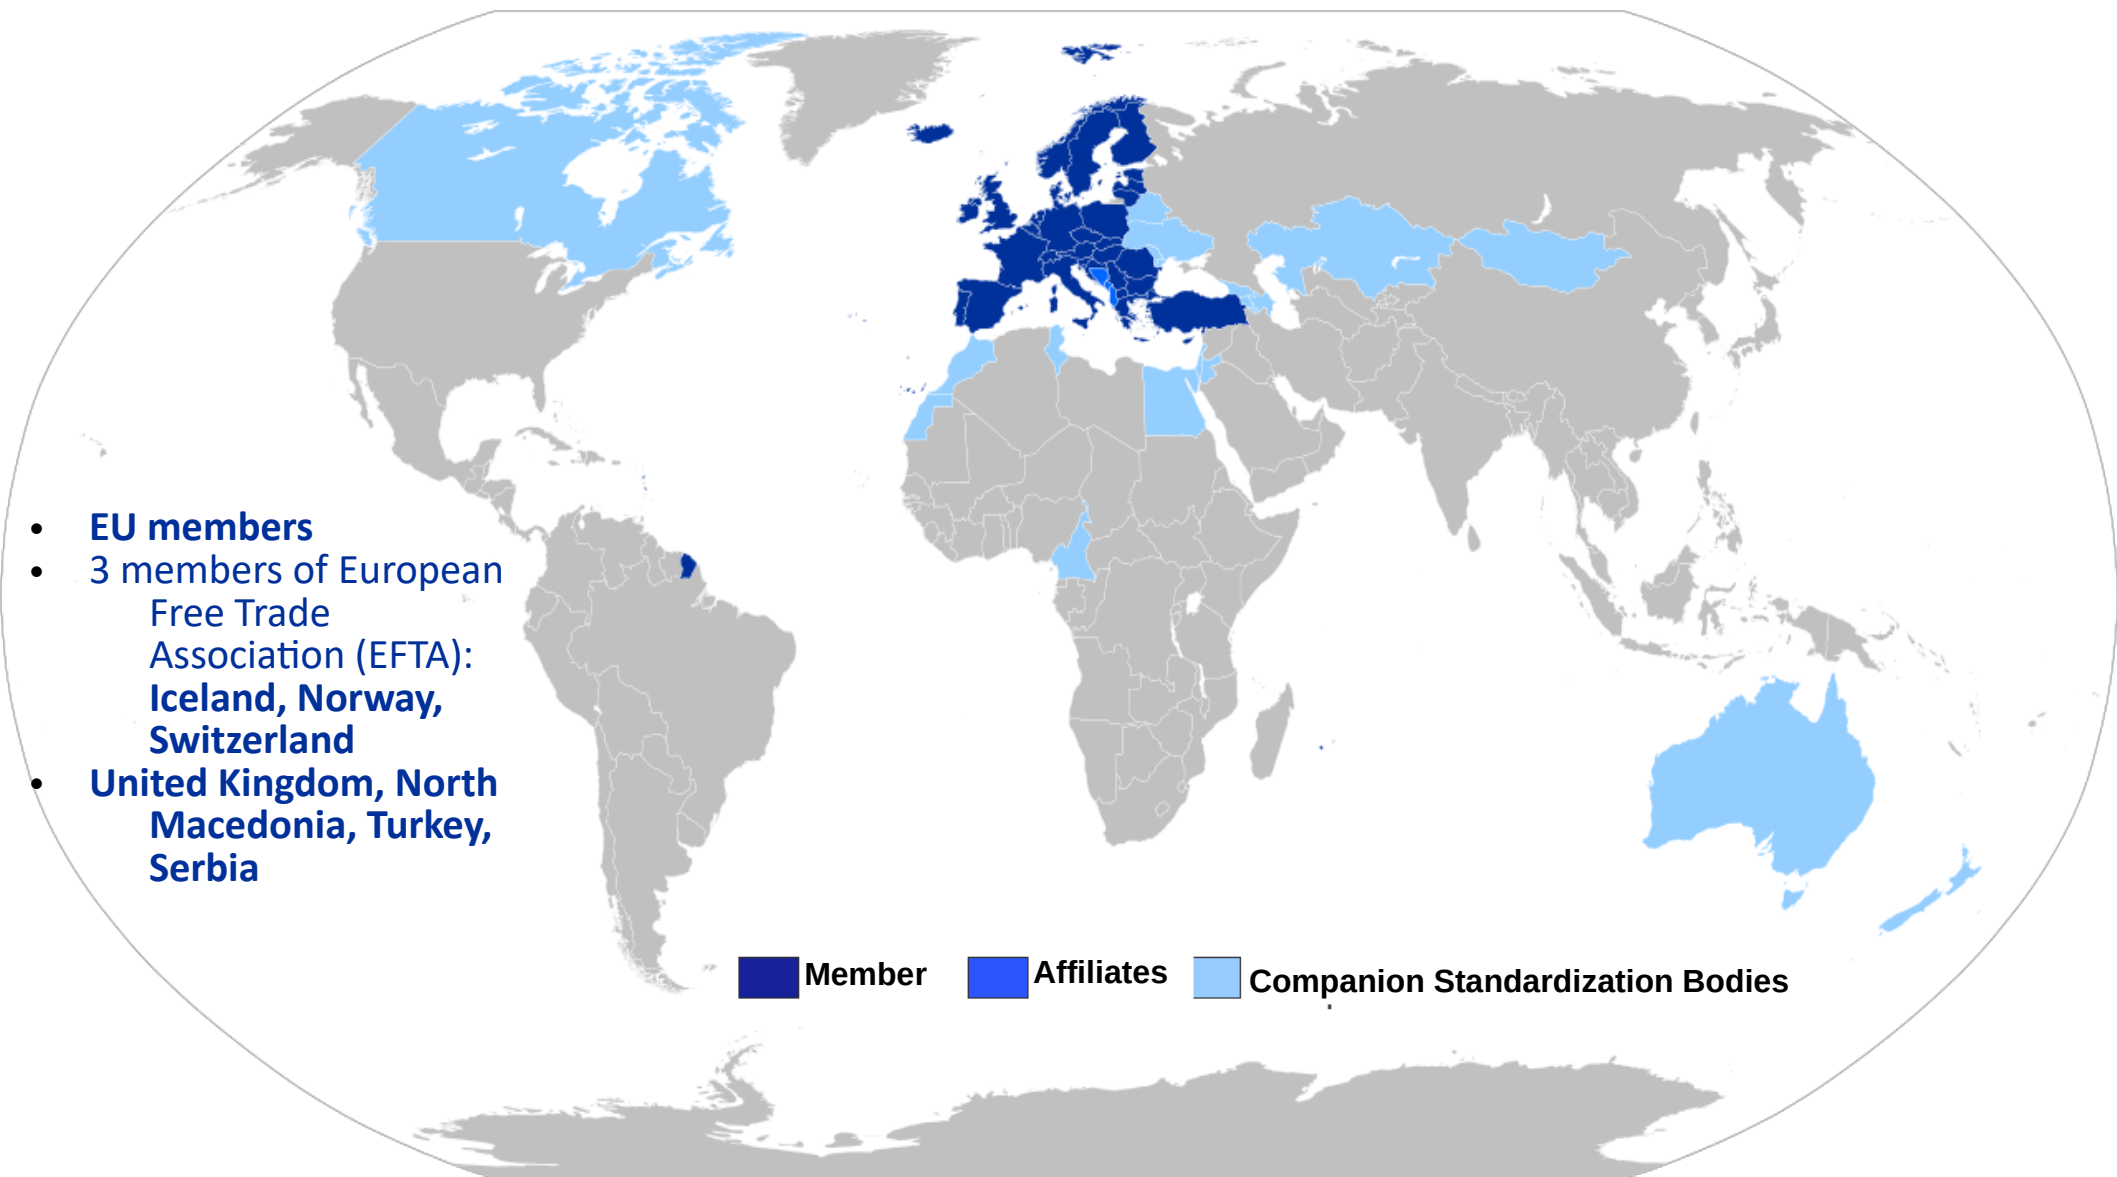 • EU members
• 3 members of European
Free Trade
Association (EFTA):
Iceland, Norway,
Switzerland
• United Kingdom, North
Macedonia, Turkey,
Serbia
Member
Affiliates
Companion Standardization Bodies